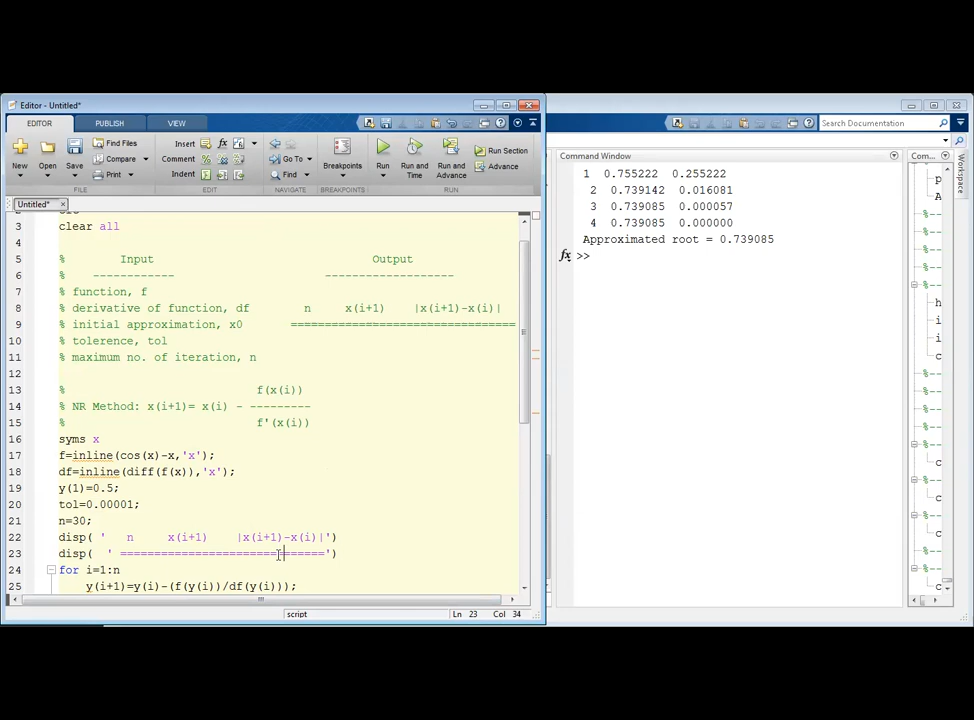 Editor - Untitled*
EDITOR PUBLISH VIEW
Search Documentation
New Open Save Find Files Compare Print Insert Comment Indent fx Go To Find Breakpoints Run Run and Time Run and Advance Run Section Advance
FILE EDIT NAVIGATE BREAKPOINTS RUN
Untitled* ×
3 clear all
4
5 % Input Output
6 % ------------ -------------------
7 % function, f
8 % derivative of function, df n x(i+1) |x(i+1)-x(i)|
9 % initial approximation, x0 =================================
10 % tolerence, tol
11 % maximum no. of iteration, n
12
13 % f(x(i))
14 % NR Method: x(i+1)= x(i) - ---------
15 % f'(x(i))
16 syms x
17 f=inline(cos(x)-x,'x');
18 df=inline(diff(f(x)),'x');
19 y(1)=0.5;
20 tol=0.00001;
21 n=30;
22 disp( ' n x(i+1) |x(i+1)-x(i)|')
23 disp( ' ==============================')
24 for i=1:n
25 y(i+1)=y(i)-(f(y(i))/df(y(i)));
script Ln 23 Col 34
Command Window
1 0.755222 0.255222
2 0.739142 0.016081
3 0.739085 0.000057
4 0.739085 0.000000
Approximated root = 0.739085
fx >>
Com...
Workspace
p
A
%--
%--
%--
%--
h
i
i
c
%--
%--
%--
c
%--
c
%--
c
%--
c